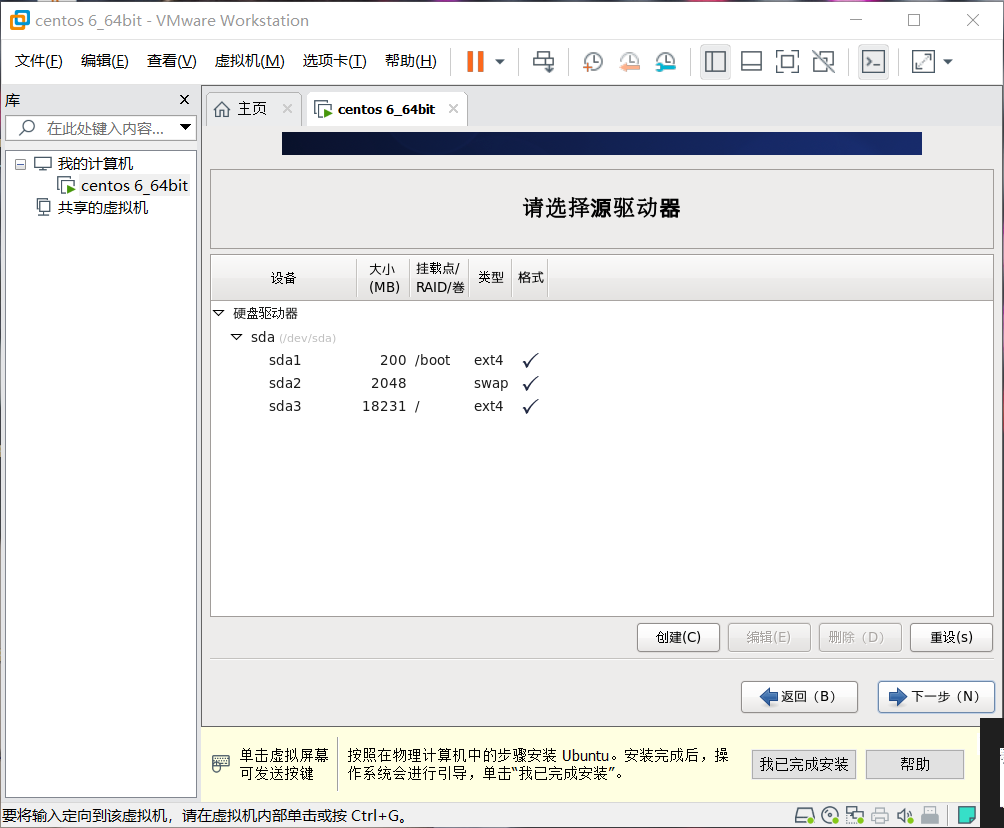 centos 6_64bit - VMware Workstation
文件(F) 编辑(E) 查看(V) 虚拟机(M) 选项卡(T) 帮助(H)
库
在此处键入内容...
我的计算机
centos 6_64bit
共享的虚拟机
主页 centos 6_64bit
请选择源驱动器
设备 大小 (MB) 挂载点/ RAID/卷 类型 格式
硬盘驱动器
sda (/dev/sda)
sda1 200 /boot ext4
sda2 2048 swap
sda3 18231 / ext4
创建(C) 编辑(E) 删除（D） 重设(s)
返回（B） 下一步（N）
单击虚拟屏幕
可发送按键
按照在物理计算机中的步骤安装 Ubuntu。安装完成后，操
作系统会进行引导，单击“我已完成安装”。
我已完成安装 帮助
要将输入定向到该虚拟机，请在虚拟机内部单击或按 Ctrl+G。